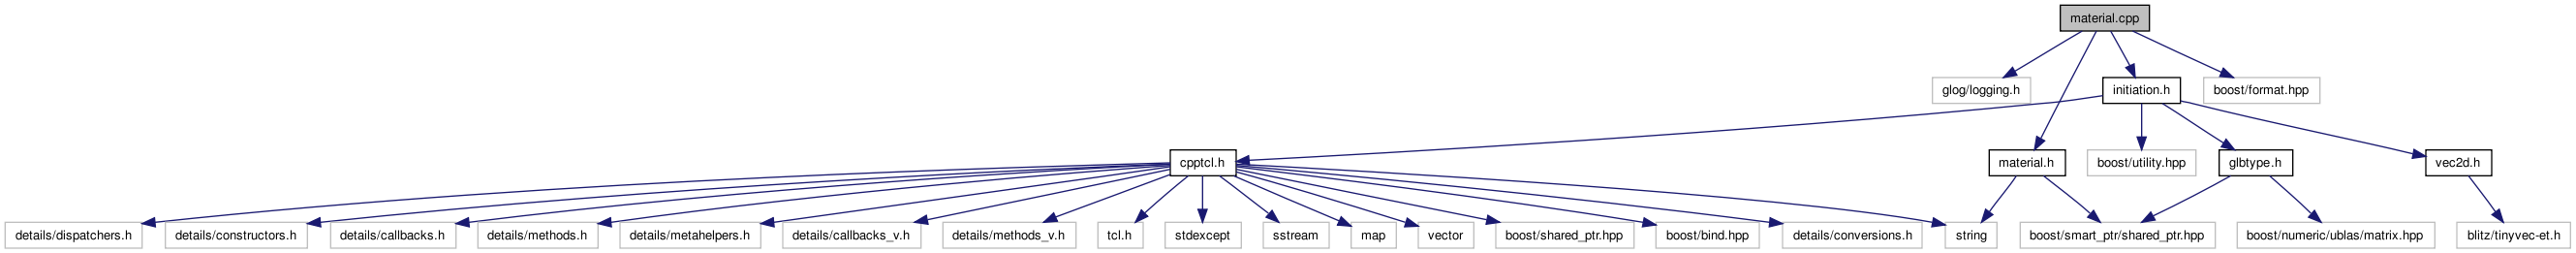 material.cpp
glog/logging.h
initiation.h
boost/format.hpp
cpptcl.h
material.h
boost/utility.hpp
glbtype.h
vec2d.h
details/dispatchers.h
details/constructors.h
details/callbacks.h
details/methods.h
details/metahelpers.h
details/callbacks_v.h
details/methods_v.h
tcl.h
stdexcept
sstream
map
vector
boost/shared_ptr.hpp
boost/bind.hpp
details/conversions.h
string
boost/smart_ptr/shared_ptr.hpp
boost/numeric/ublas/matrix.hpp
blitz/tinyvec-et.h